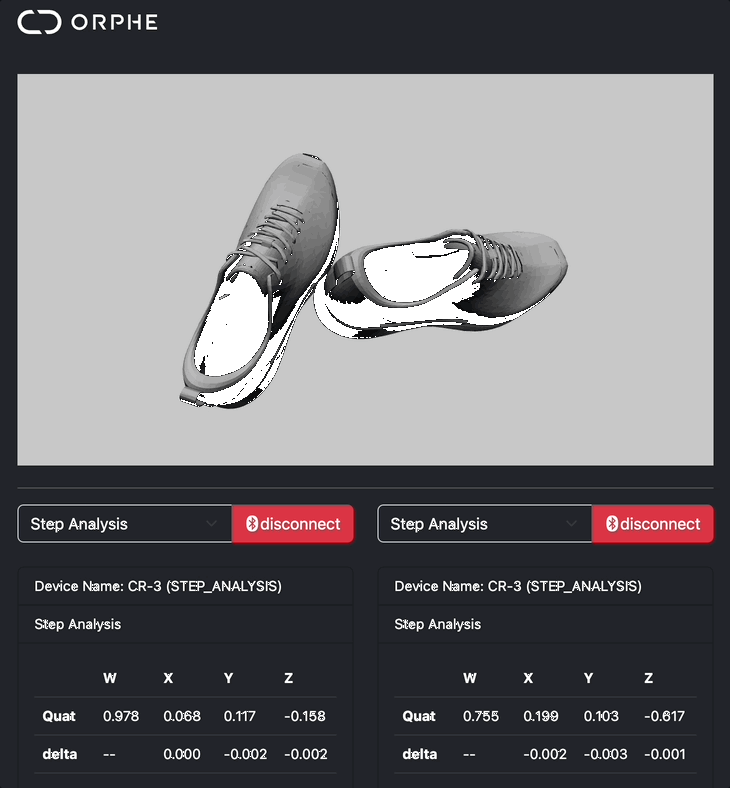 ORPHE
Step Analysis disconnect Step Analysis disconnect
Device Name: CR-3 (STEP_ANALYSIS) Device Name: CR-3 (STEP_ANALYSIS)
Step Analysis Step Analysis
W X Y Z W X Y Z
Quat 0.978 0.068 0.117 -0.158 Quat 0.755 0.199 0.103 -0.617
delta -- 0.000 -0.002 -0.002 delta -- -0.002 -0.003 -0.001